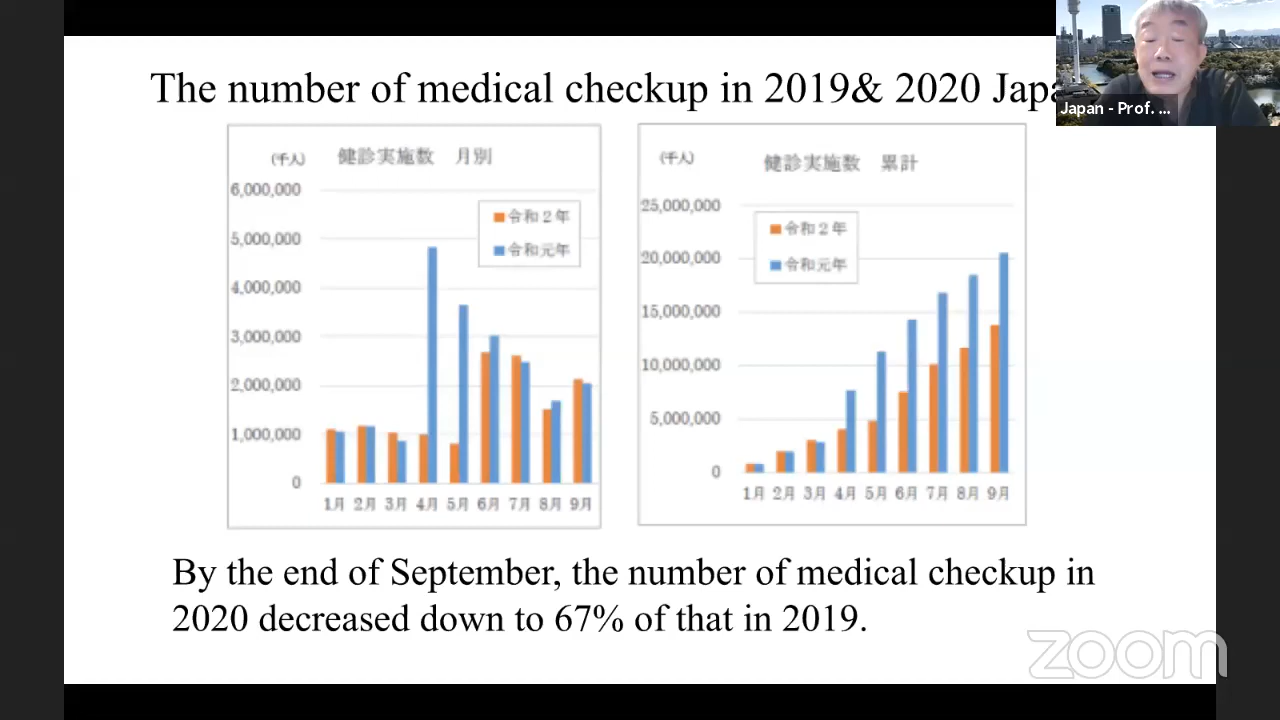 The number of medical checkup in 2019& 2020 Japa
Japan - Prof. ...
(千人) 健診実施数 月別
6,000,000
5,000,000
4,000,000
3,000,000
2,000,000
1,000,000
0
令和2年
令和元年
1月 2月 3月 4月 5月 6月 7月 8月 9月
(千人) 健診実施数 累計
25,000,000
20,000,000
15,000,000
10,000,000
5,000,000
0
令和2年
令和元年
1月 2月 3月 4月 5月 6月 7月 8月 9月
By the end of September, the number of medical checkup in
2020 decreased down to 67% of that in 2019.
zoom